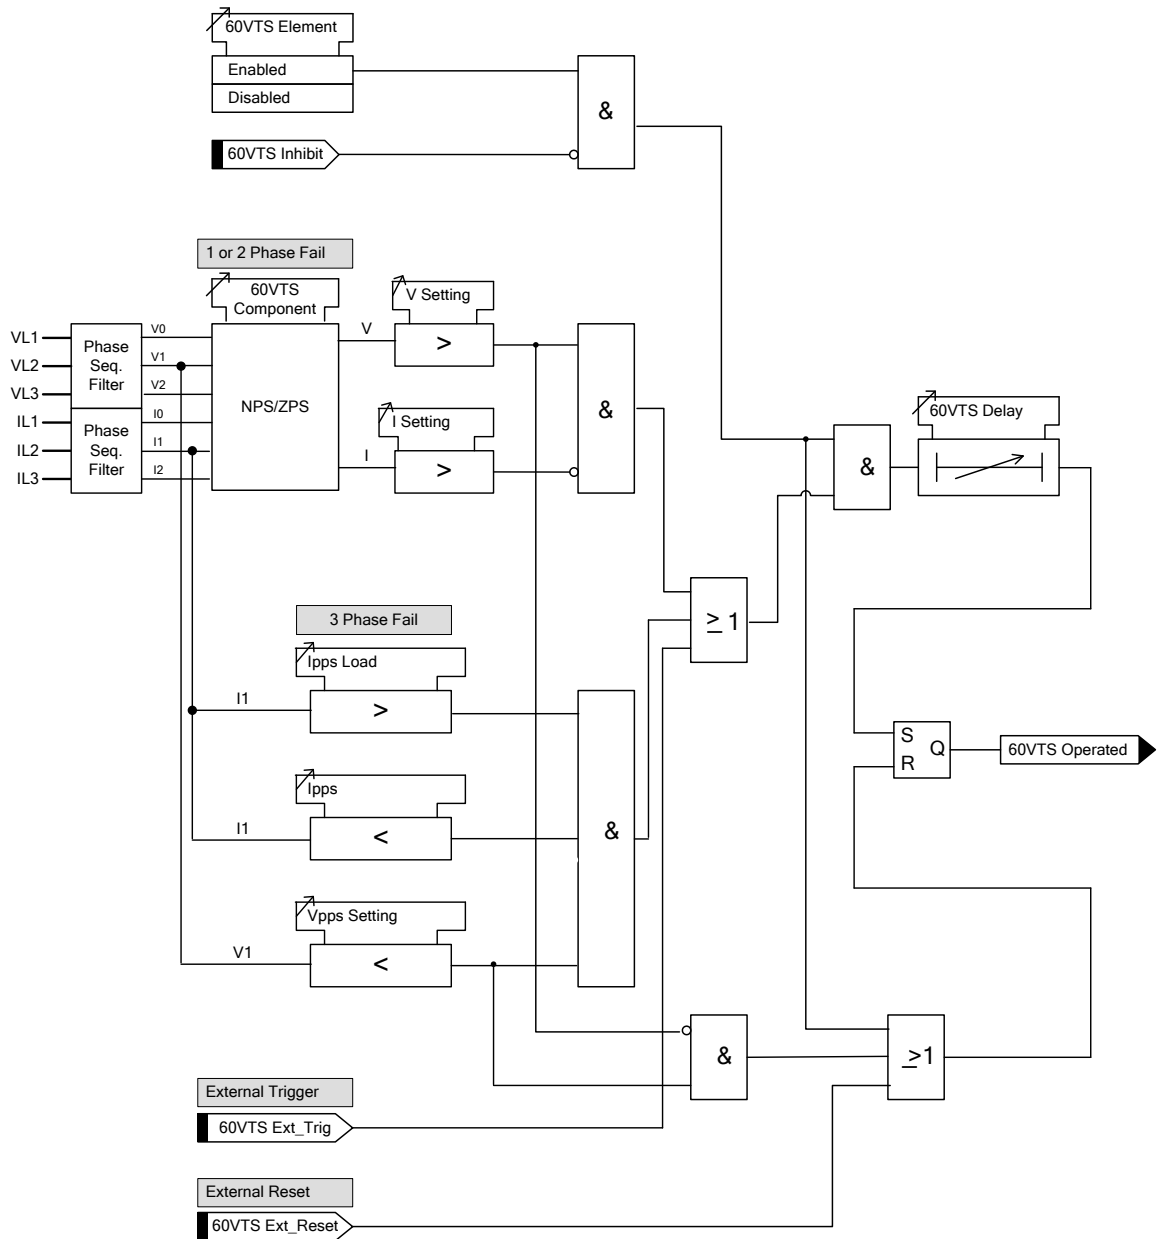 60VTS Element
Enabled
Disabled
&
60VTS Inhibit
1 or 2 Phase Fail
60VTS
Component
V Setting
VL1
VL2
VL3
IL1
IL2
IL3
Phase
Seq.
Filter
Phase
Seq.
Filter
V0
V1
V2
I0
I1
I2
NPS/ZPS
V
>
I Setting
I
>
&
60VTS Delay
&
3 Phase Fail
≥ 1
Ipps Load
I1
>
Ipps
I1
<
&
S
R
Q
60VTS Operated
Vpps Setting
V1
<
&
≥1
External Trigger
60VTS Ext_Trig
External Reset
60VTS Ext_Reset